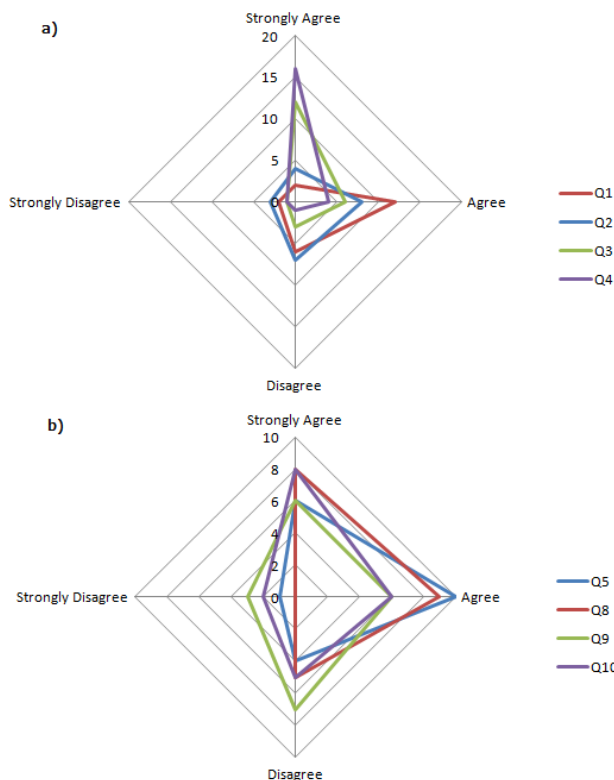 a)
Strongly Agree
20
15
10
5
0
Strongly Disagree
Agree
Disagree
Q1
Q2
Q3
Q4
b)
Strongly Agree
10
8
6
4
2
0
Strongly Disagree
Agree
Disagree
Q5
Q8
Q9
Q10